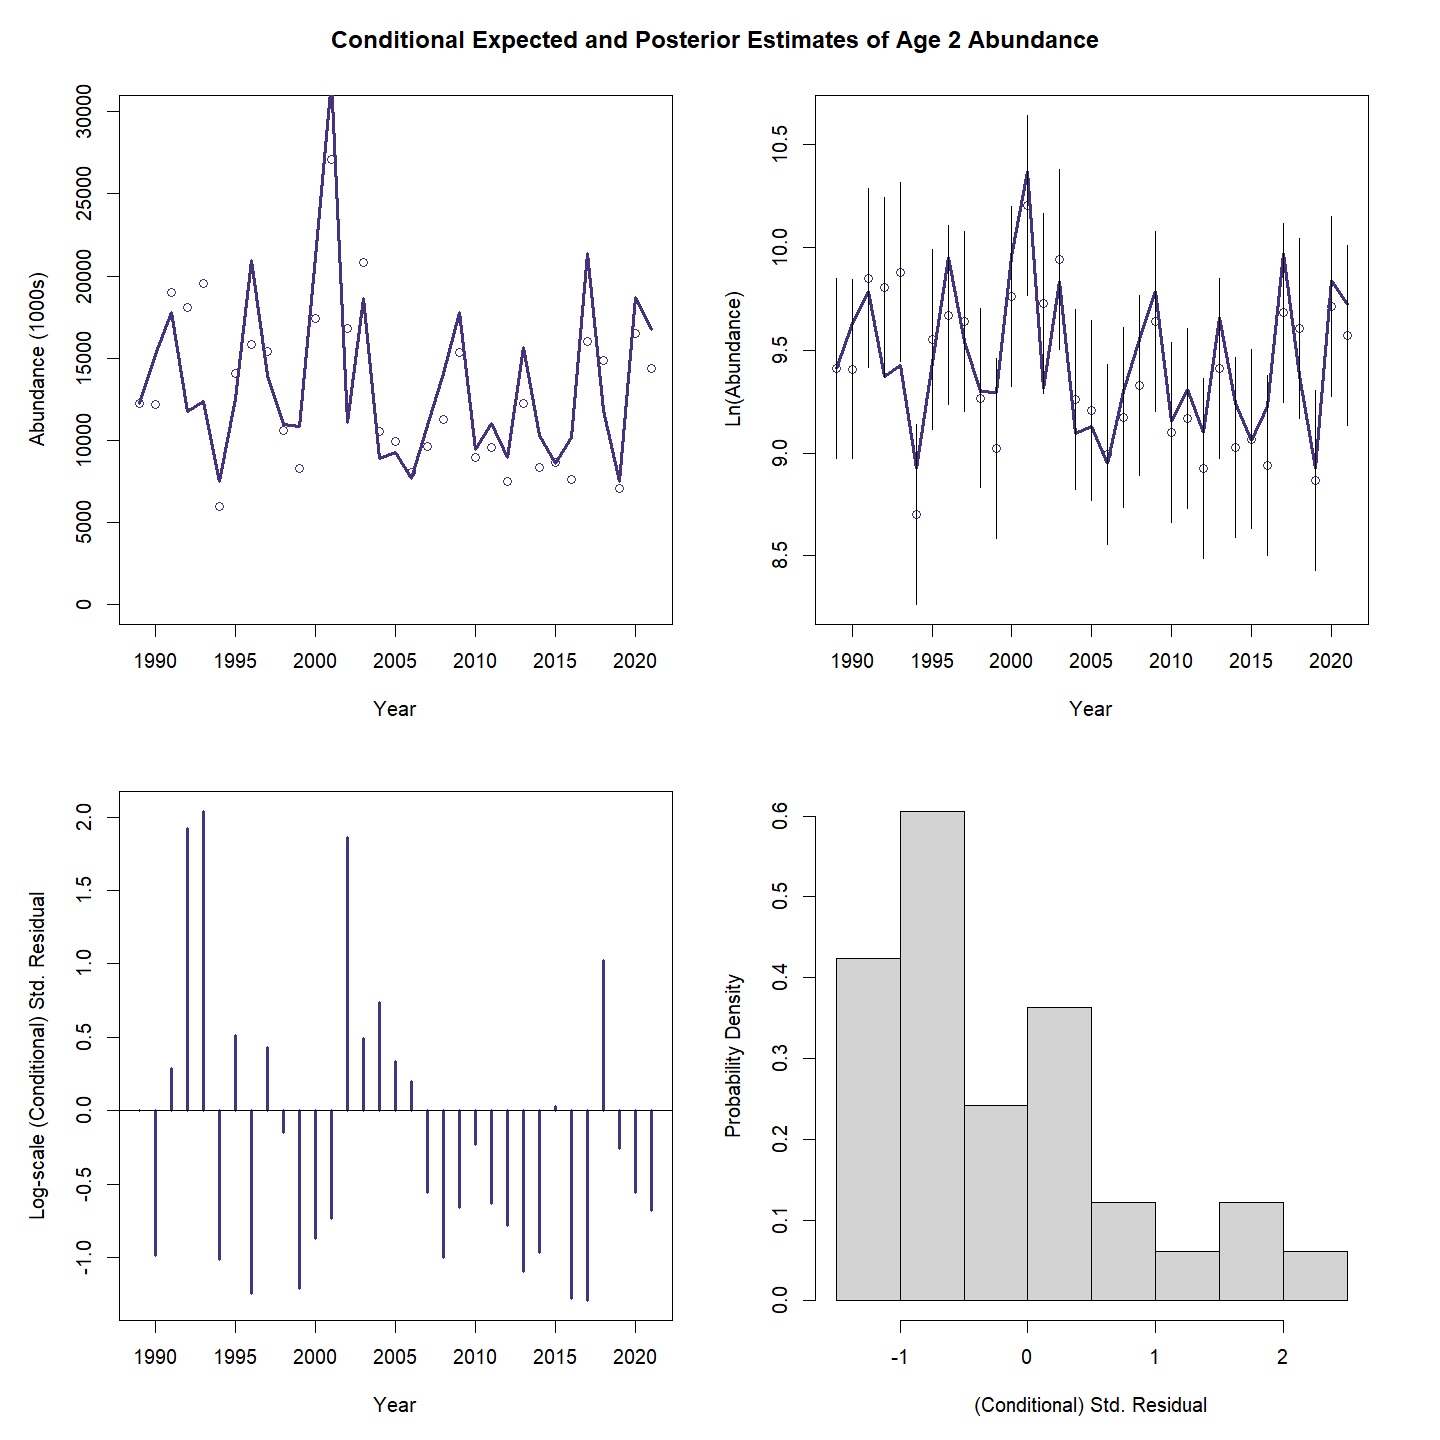 Conditional Expected and Posterior Estimates of Age 2 Abundance
Abundance (1000s)
30000
25000
20000
15000
10000
5000
0
1990 1995 2000 2005 2010 2015 2020
Year
Ln(Abundance)
10.5
10.0
9.5
9.0
8.5
1990 1995 2000 2005 2010 2015 2020
Year
Log-scale (Conditional) Std. Residual
2.0
1.5
1.0
0.5
0.0
-0.5
-1.0
1990 1995 2000 2005 2010 2015 2020
Year
Probability Density
0.6
0.5
0.4
0.3
0.2
0.1
0.0
-1 0 1 2
(Conditional) Std. Residual